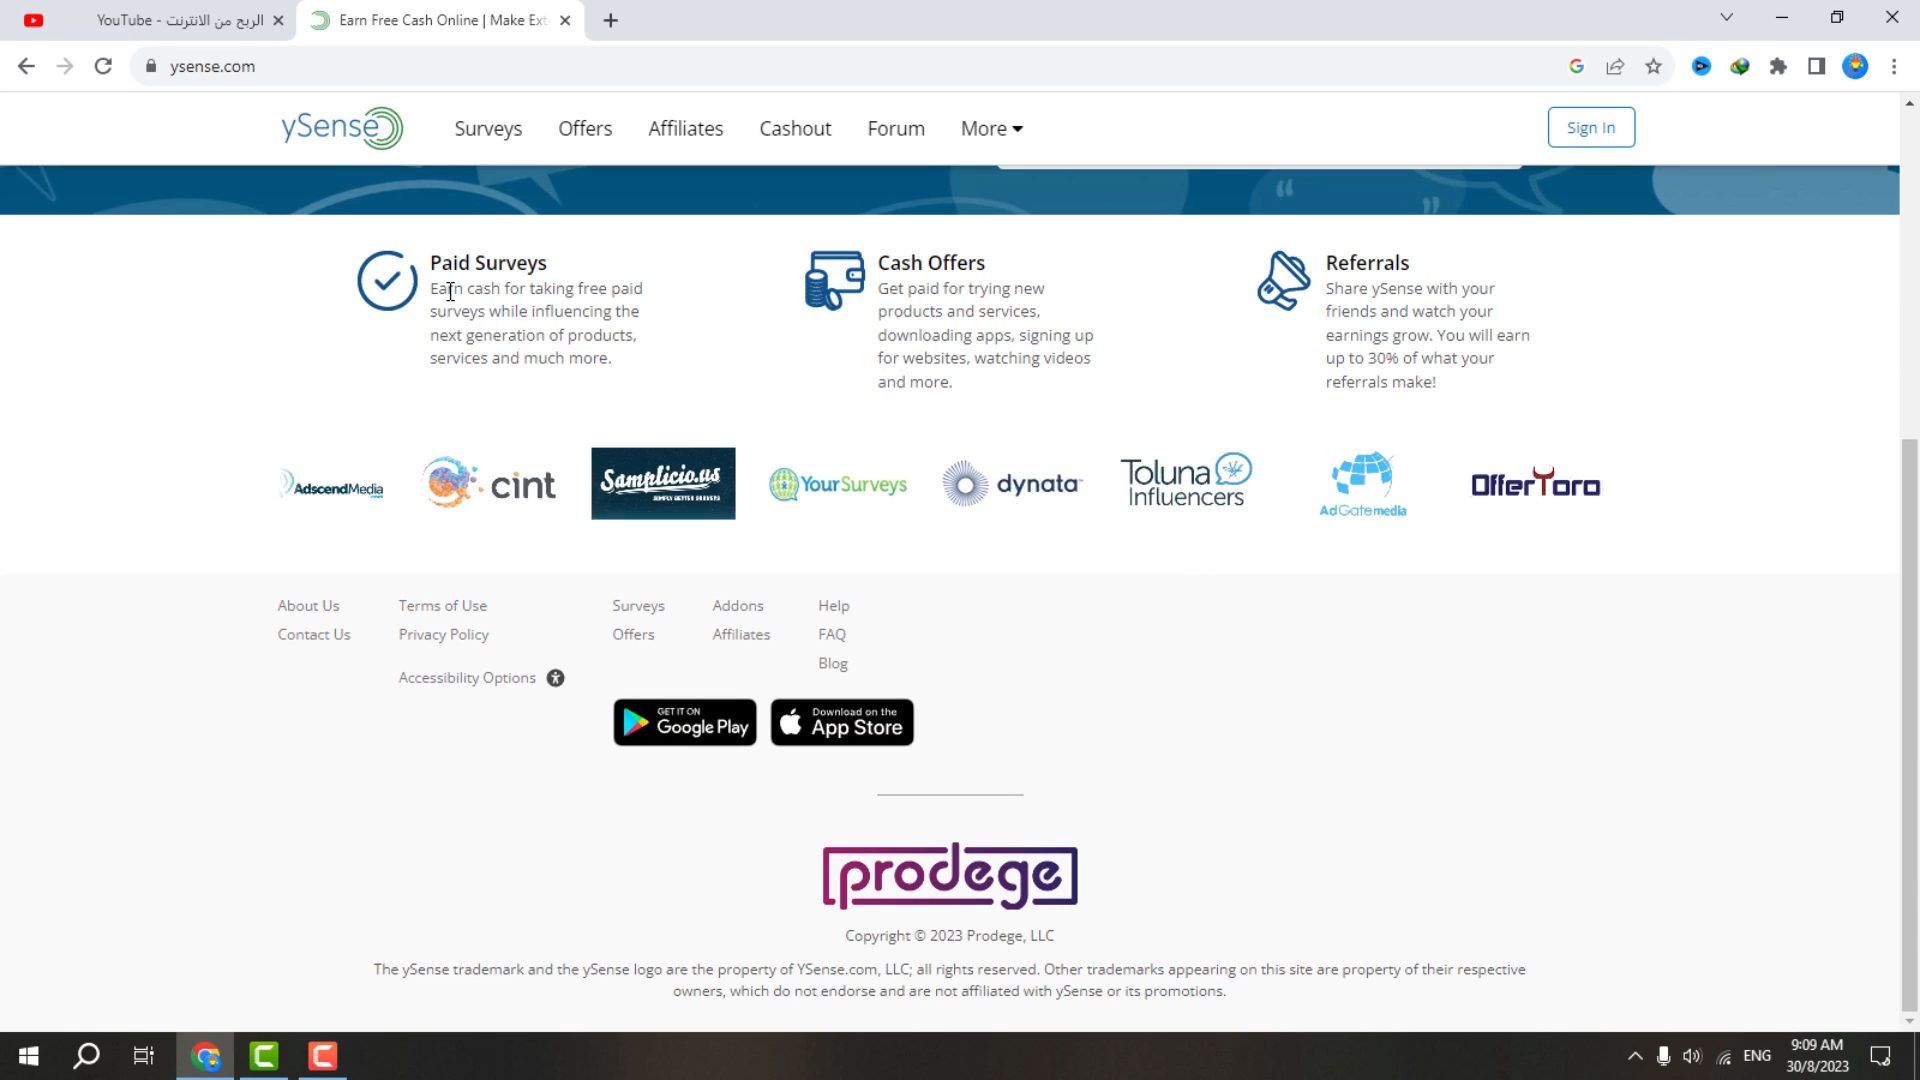 YouTube - الربح من الانترنت
Earn Free Cash Online | Make Ext
ysense.com
ySense
Surveys
Offers
Affiliates
Cashout
Forum
More
Sign In
Paid Surveys
Earn cash for taking free paid
surveys while influencing the
next generation of products,
services and much more.
Cash Offers
Get paid for trying new
products and services,
downloading apps, signing up
for websites, watching videos
and more.
Referrals
Share ySense with your
friends and watch your
earnings grow. You will earn
up to 30% of what your
referrals make!
AdscendMedia
cint
Samplicio.us
SIMPLY BETTER SURVEYS
YourSurveys
dynata
Toluna
Influencers
AdGatemedia
OfferToro
About Us
Contact Us
Terms of Use
Privacy Policy
Accessibility Options
Surveys
Offers
Addons
Affiliates
Help
FAQ
Blog
GET IT ON
Google Play
Download on the
App Store
prodege
Copyright © 2023 Prodege, LLC
The ySense trademark and the ySense logo are the property of YSense.com, LLC; all rights reserved. Other trademarks appearing on this site are property of their respective
owners, which do not endorse and are not affiliated with ySense or its promotions.
ENG
9:09 AM
30/8/2023